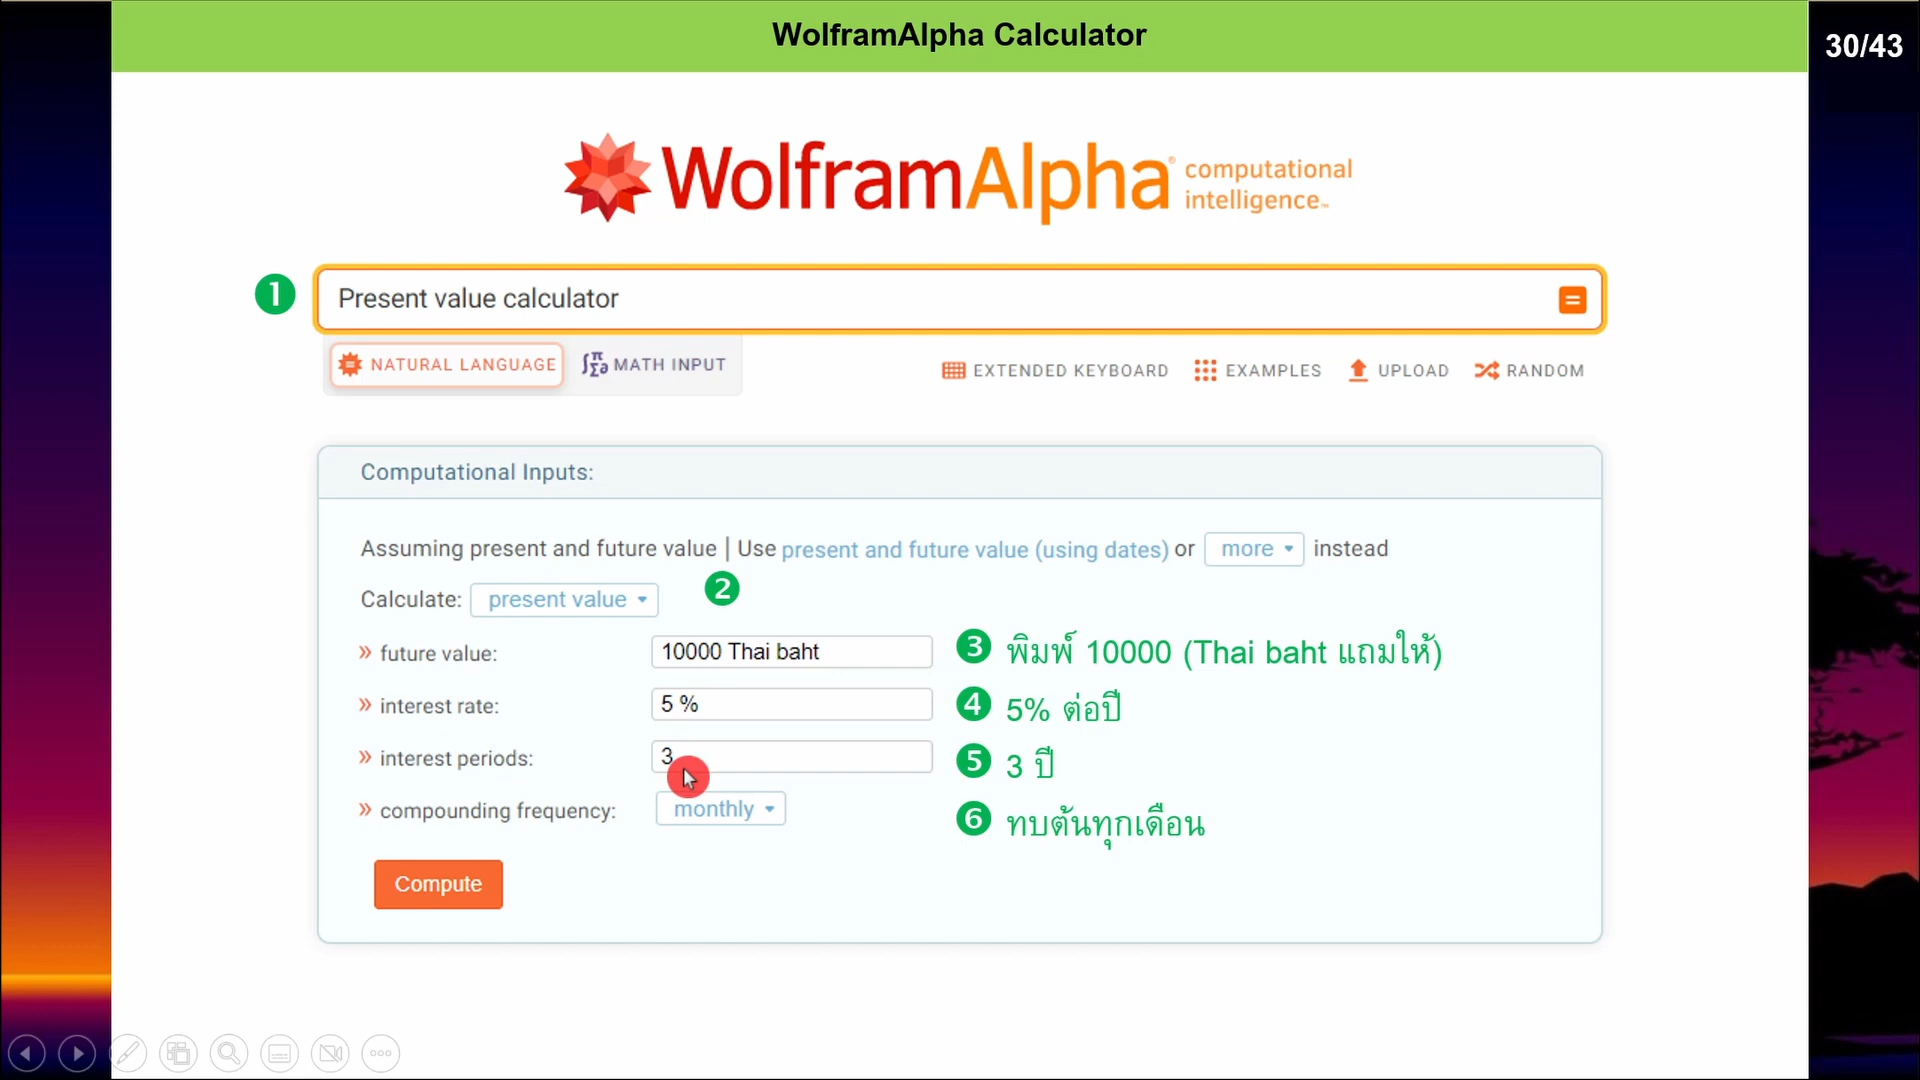 WolframAlpha Calculator
30/43
WolframAlpha® computational
intelligence™
1 Present value calculator =
NATURAL LANGUAGE MATH INPUT EXTENDED KEYBOARD EXAMPLES UPLOAD RANDOM
Computational Inputs:
Assuming present and future value | Use present and future value (using dates) or more instead
Calculate: present value 2
» future value: 10000 Thai baht 3 พิมพ์ 10000 (Thai baht แถมให้)
» interest rate: 5 % 4 5% ต่อปี
» interest periods: 3 5 3 ปี
» compounding frequency: monthly 6 ทบต้นทุกเดือน
Compute